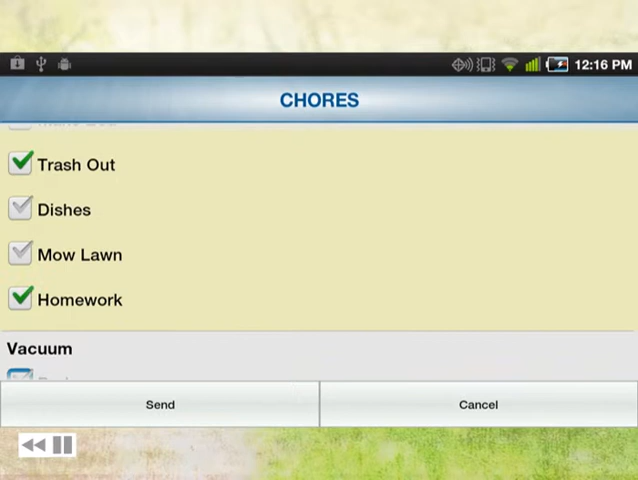 12:16 PM
CHORES
Trash Out
Dishes
Mow Lawn
Homework
Vacuum
Send
Cancel